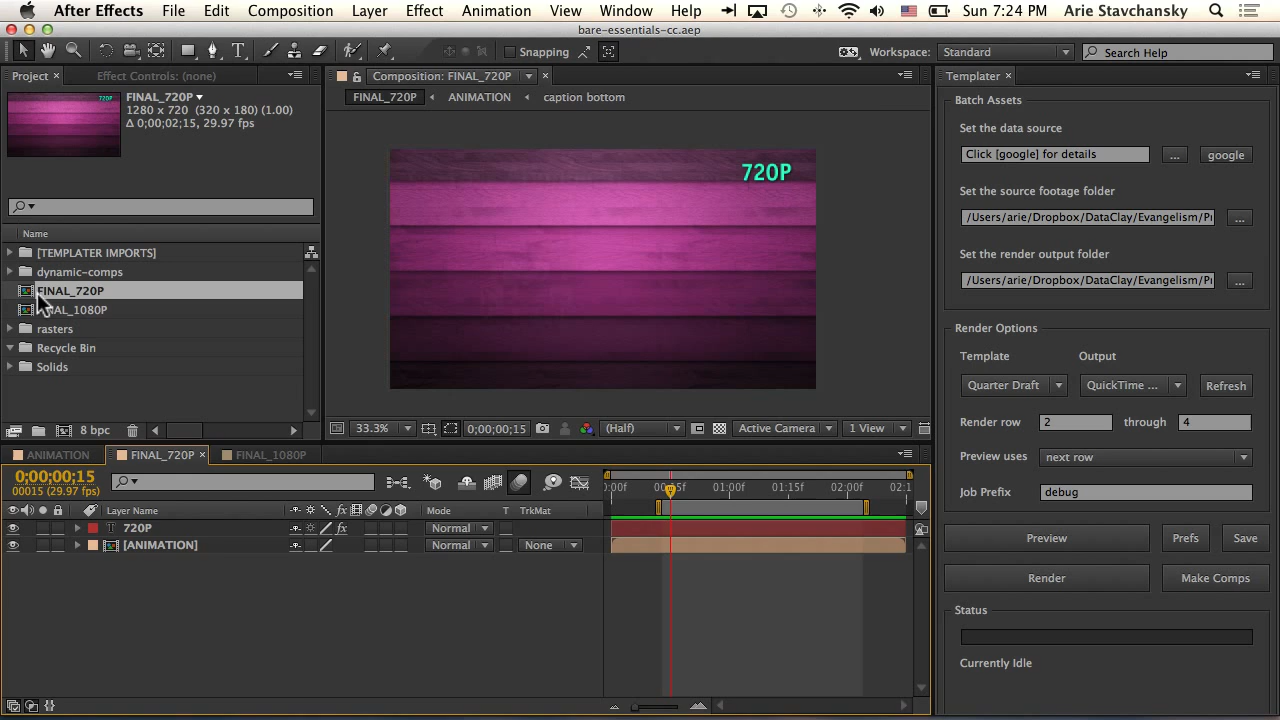 After Effects File Edit Composition Layer Effect Animation View Window Help Sun 7:24 PM Arie Stavchansky
bare-essentials-cc.aep
Snapping Workspace: Standard Search Help
Project × Effect Controls: (none) Composition: FINAL_720P × Templater ×
FINAL_720P
1280 x 720 (320 x 180) (1.00)
Δ 0;00;02;15, 29.97 fps
720P
FINAL_720P ANIMATION caption bottom
720P
Name
[TEMPLATER IMPORTS]
dynamic-comps
FINAL_720P
FINAL_1080P
rasters
Recycle Bin
Solids
8 bpc
33.3% 0;00;00;15 (Half) Active Camera 1 View
Batch Assets
Set the data source
Click [google] for details ... google
Set the source footage folder
/Users/arie/Dropbox/DataClay/Evangelism/P ...
Set the render output folder
/Users/arie/Dropbox/DataClay/Evangelism/P ...
Render Options
Template Output
Quarter Draft QuickTime ... Refresh
Render row 2 through 4
Preview uses next row
Job Prefix debug
Preview Prefs Save
Render Make Comps
Status
Currently Idle
ANIMATION FINAL_720P × FINAL_1080P
0;00;00;15
00015 (29.97 fps)
:00f 00:15f 01:00f 01:15f 02:00f 02:1
Layer Name fx Mode T TrkMat
T 720P fx Normal
[ANIMATION] Normal None